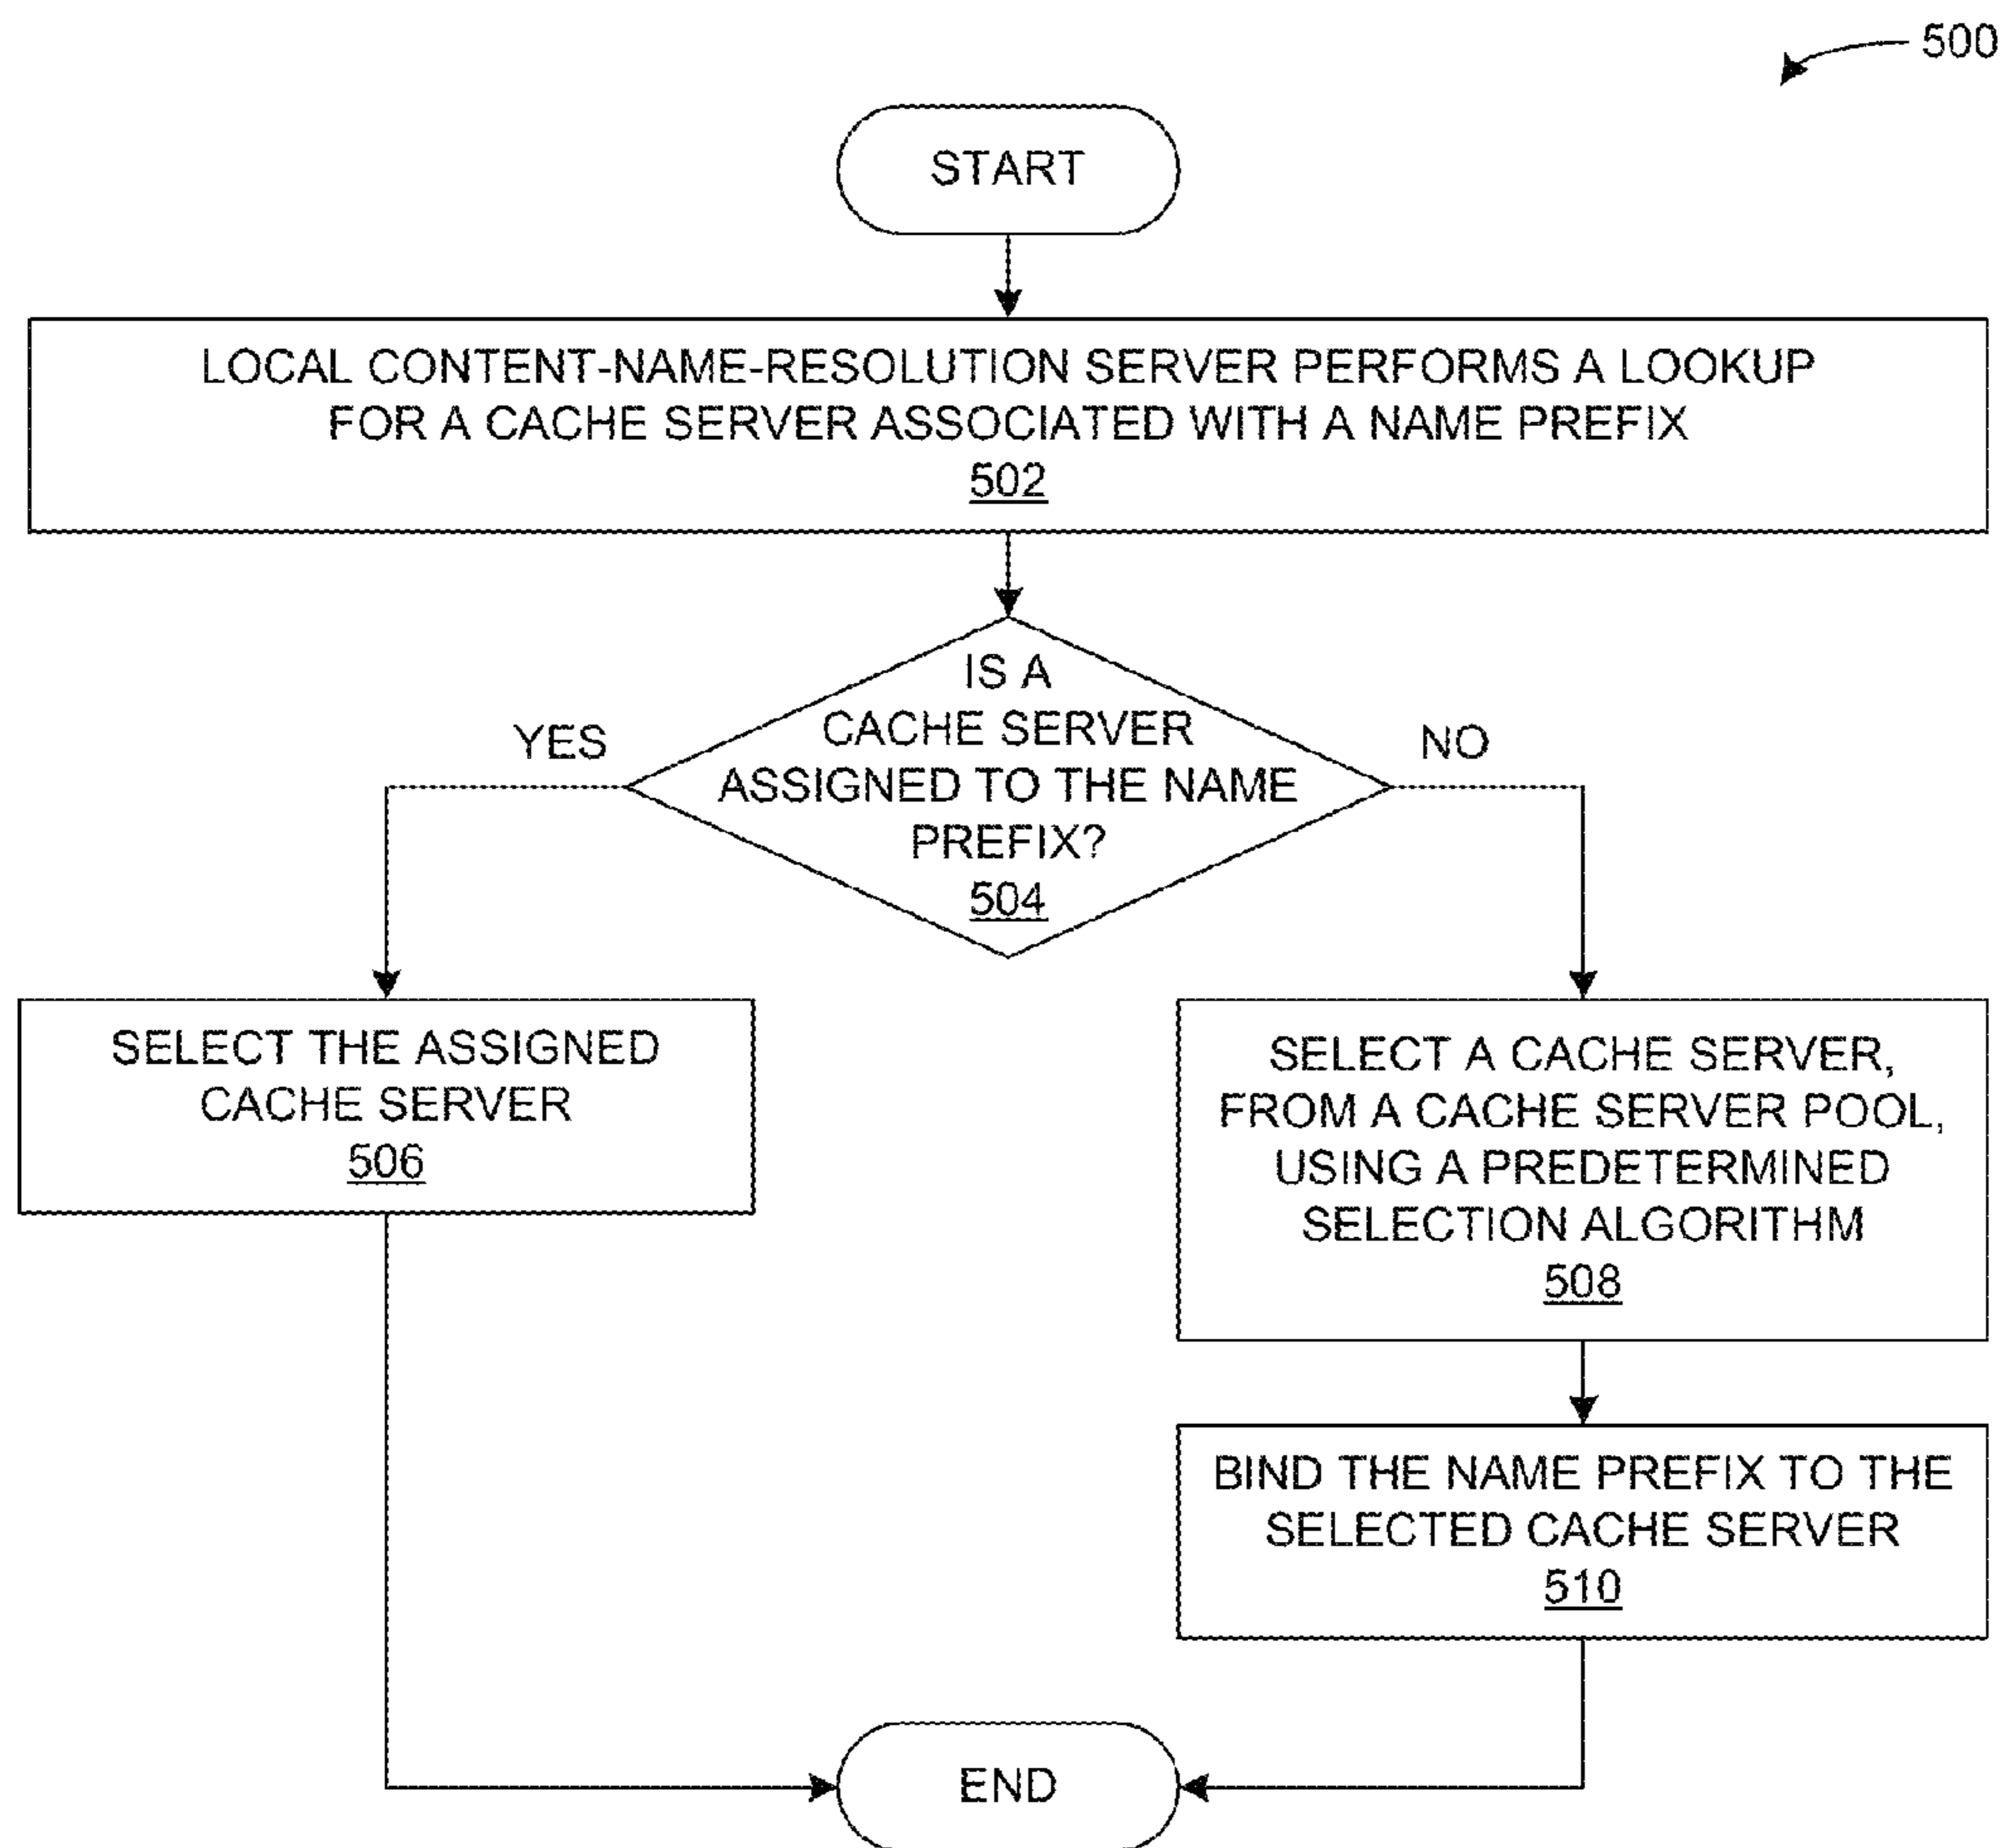 500
START
LOCAL CONTENT-NAME-RESOLUTION SERVER PERFORMS A LOOKUP
FOR A CACHE SERVER ASSOCIATED WITH A NAME PREFIX
502
IS A
CACHE SERVER
ASSIGNED TO THE NAME
PREFIX?
504
YES
NO
SELECT THE ASSIGNED
CACHE SERVER
506
SELECT A CACHE SERVER,
FROM A CACHE SERVER POOL,
USING A PREDETERMINED
SELECTION ALGORITHM
508
BIND THE NAME PREFIX TO THE
SELECTED CACHE SERVER
510
END